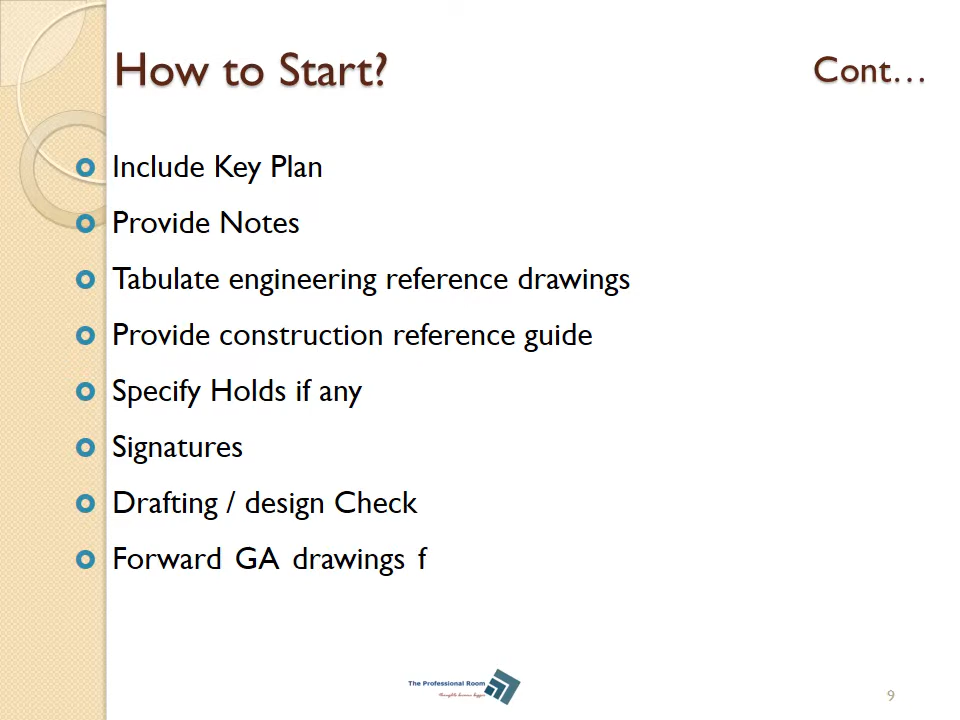 How to Start?
Cont...
Include Key Plan
Provide Notes
Tabulate engineering reference drawings
Provide construction reference guide
Specify Holds if any
Signatures
Drafting / design Check
Forward GA drawings f
The Professional Room
9